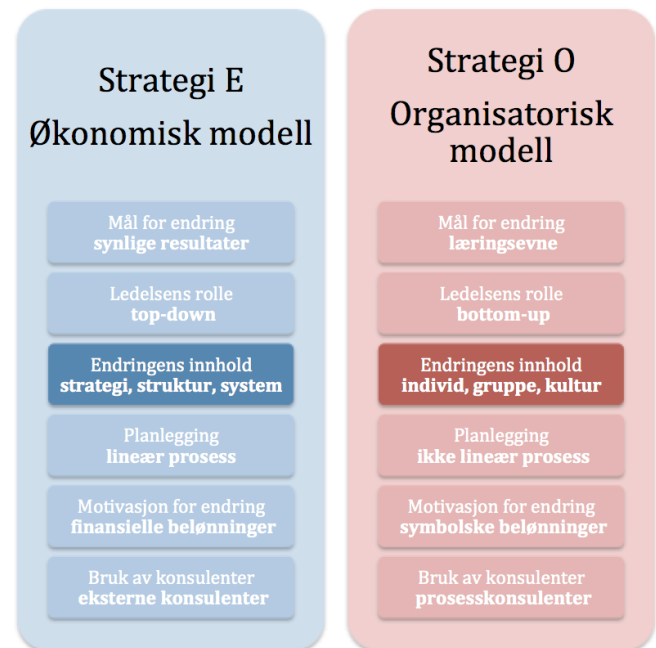 Strategi E
Økonomisk modell
Mål for endring
synlige resultater
Ledelsens rolle
top-down
Endringens innhold
strategi, struktur, system
Planlegging
lineær prosess
Motivasjon for endring
finansielle belønninger
Bruk av konsulenter
eksterne konsulenter
Strategi O
Organisatorisk
modell
Mål for endring
læringsevne
Ledelsens rolle
bottom-up
Endringens innhold
individ, gruppe, kultur
Planlegging
ikke lineær prosess
Motivasjon for endring
symbolske belønninger
Bruk av konsulenter
prosesskonsulenter